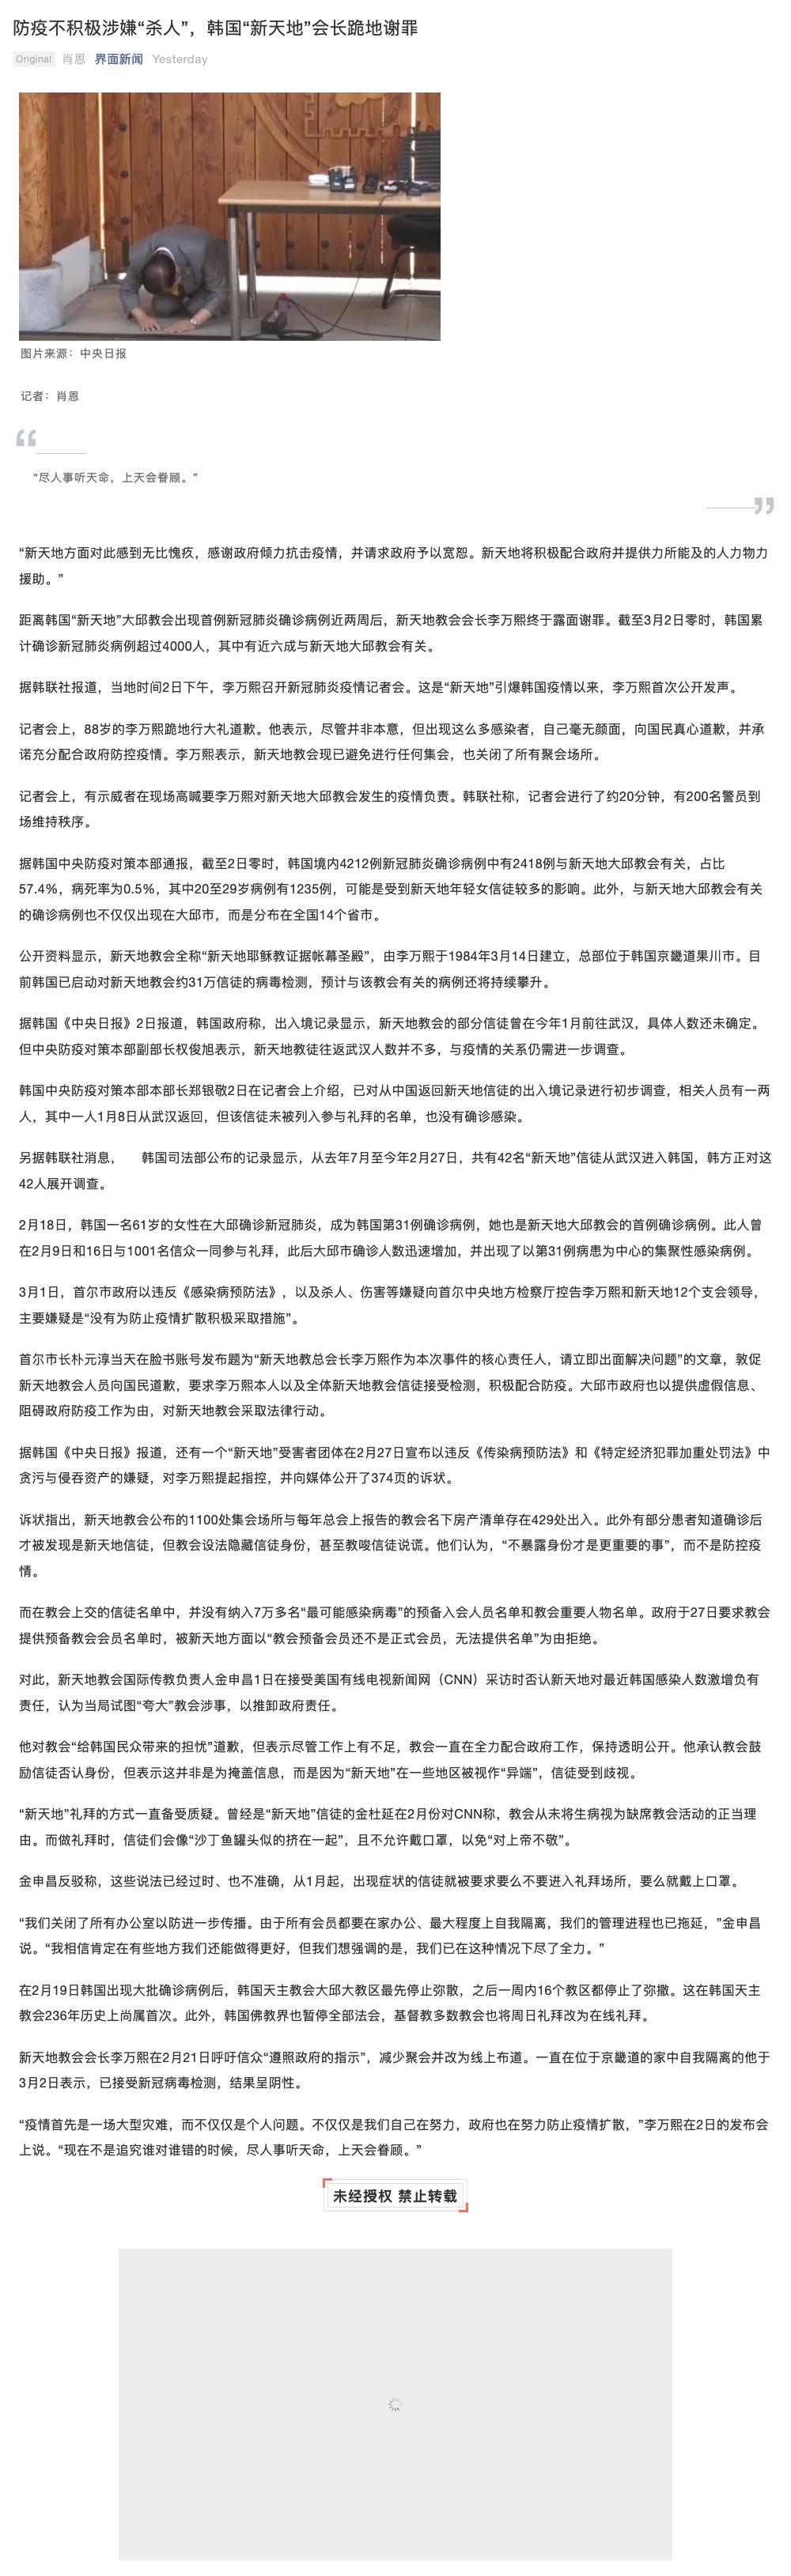 防疫不积极涉嫌“杀人”，韩国“新天地”会长跪地谢罪
Original 肖恩 界面新闻 Yesterday
图片来源：中央日报
记者：肖恩
“尽人事听天命，上天会眷顾。”
“新天地方面对此感到无比愧疚，感谢政府倾力抗击疫情，并请求政府予以宽恕。新天地将积极配合政府并提供力所能及的人力物力
援助。”
距离韩国“新天地”大邱教会出现首例新冠肺炎确诊病例近两周后，新天地教会会长李万熙终于露面谢罪。截至3月2日零时，韩国累
计确诊新冠肺炎病例超过4000人，其中有近六成与新天地大邱教会有关。
据韩联社报道，当地时间2日下午，李万熙召开新冠肺炎疫情记者会。这是“新天地”引爆韩国疫情以来，李万熙首次公开发声。
记者会上，88岁的李万熙跪地行大礼道歉。他表示，尽管并非本意，但出现这么多感染者，自己毫无颜面，向国民真心道歉，并承
诺充分配合政府防控疫情。李万熙表示，新天地教会现已避免进行任何集会，也关闭了所有聚会场所。
记者会上，有示威者在现场高喊要李万熙对新天地大邱教会发生的疫情负责。韩联社称，记者会进行了约20分钟，有200名警员到
场维持秩序。
据韩国中央防疫对策本部通报，截至2日零时，韩国境内4212例新冠肺炎确诊病例中有2418例与新天地大邱教会有关，占比
57.4%，病死率为0.5%，其中20至29岁病例有1235例，可能是受到新天地年轻女信徒较多的影响。此外，与新天地大邱教会有关
的确诊病例也不仅仅出现在大邱市，而是分布在全国14个省市。
公开资料显示，新天地教会全称“新天地耶稣教证据帐幕圣殿”，由李万熙于1984年3月14日建立，总部位于韩国京畿道果川市。目
前韩国已启动对新天地教会约31万信徒的病毒检测，预计与该教会有关的病例还将持续攀升。
据韩国《中央日报》2日报道，韩国政府称，出入境记录显示，新天地教会的部分信徒曾在今年1月前往武汉，具体人数还未确定。
但中央防疫对策本部副部长权俊旭表示，新天地教徒往返武汉人数并不多，与疫情的关系仍需进一步调查。
韩国中央防疫对策本部本部长郑银敬2日在记者会上介绍，已对从中国返回新天地信徒的出入境记录进行初步调查，相关人员有一两
人，其中一人1月8日从武汉返回，但该信徒未被列入参与礼拜的名单，也没有确诊感染。
另据韩联社消息， 韩国司法部公布的记录显示，从去年7月至今年2月27日，共有42名“新天地”信徒从武汉进入韩国，韩方正对这
42人展开调查。
2月18日，韩国一名61岁的女性在大邱确诊新冠肺炎，成为韩国第31例确诊病例，她也是新天地大邱教会的首例确诊病例。此人曾
在2月9日和16日与1001名信众一同参与礼拜，此后大邱市确诊人数迅速增加，并出现了以第31例病患为中心的集聚性感染病例。
3月1日，首尔市政府以违反《感染病预防法》，以及杀人、伤害等嫌疑向首尔中央地方检察厅控告李万熙和新天地12个支会领导，
主要嫌疑是“没有为防止疫情扩散积极采取措施”。
首尔市长朴元淳当天在脸书账号发布题为“新天地教总会长李万熙作为本次事件的核心责任人，请立即出面解决问题”的文章，敦促
新天地教会人员向国民道歉，要求李万熙本人以及全体新天地教会信徒接受检测，积极配合防疫。大邱市政府也以提供虚假信息、
阻碍政府防疫工作为由，对新天地教会采取法律行动。
据韩国《中央日报》报道，还有一个“新天地”受害者团体在2月27日宣布以违反《传染病预防法》和《特定经济犯罪加重处罚法》中
贪污与侵吞资产的嫌疑，对李万熙提起指控，并向媒体公开了374页的诉状。
诉状指出，新天地教会公布的1100处集会场所与每年总会上报告的教会名下房产清单存在429处出入。此外有部分患者知道确诊后
才被发现是新天地信徒，但教会设法隐藏信徒身份，甚至教唆信徒说谎。他们认为，“不暴露身份才是更重要的事”，而不是防控疫
情。
而在教会上交的信徒名单中，并没有纳入7万多名“最可能感染病毒”的预备入会人员名单和教会重要人物名单。政府于27日要求教会
提供预备教会会员名单时，被新天地方面以“教会预备会员还不是正式会员，无法提供名单”为由拒绝。
对此，新天地教会国际传教负责人金申昌1日在接受美国有线电视新闻网（CNN）采访时否认新天地对最近韩国感染人数激增负有
责任，认为当局试图“夸大”教会涉事，以推卸政府责任。
他对教会“给韩国民众带来的担忧”道歉，但表示尽管工作上有不足，教会一直在全力配合政府工作，保持透明公开。他承认教会鼓
励信徒否认身份，但表示这并非是为掩盖信息，而是因为“新天地”在一些地区被视作“异端”，信徒受到歧视。
“新天地”礼拜的方式一直备受质疑。曾经是“新天地”信徒的金杜延在2月份对CNN称，教会从未将生病视为缺席教会活动的正当理
由。而做礼拜时，信徒们会像“沙丁鱼罐头似的挤在一起”，且不允许戴口罩，以免“对上帝不敬”。
金申昌反驳称，这些说法已经过时、也不准确，从1月起，出现症状的信徒就被要求要么不要进入礼拜场所，要么就戴上口罩。
“我们关闭了所有办公室以防进一步传播。由于所有会员都要在家办公、最大程度上自我隔离，我们的管理进程也已拖延，”金申昌
说。“我相信肯定在有些地方我们还能做得更好，但我们想强调的是，我们已在这种情况下尽了全力。”
在2月19日韩国出现大批确诊病例后，韩国天主教会大邱大教区最先停止弥散，之后一周内16个教区都停止了弥撒。这在韩国天主
教会236年历史上尚属首次。此外，韩国佛教界也暂停全部法会，基督教多数教会也将周日礼拜改为在线礼拜。
新天地教会会长李万熙在2月21日呼吁信众“遵照政府的指示”，减少聚会并改为线上布道。一直在位于京畿道的家中自我隔离的他于
3月2日表示，已接受新冠病毒检测，结果呈阴性。
“疫情首先是一场大型灾难，而不仅仅是个人问题。不仅仅是我们自己在努力，政府也在努力防止疫情扩散，”李万熙在2日的发布会
上说。“现在不是追究谁对谁错的时候，尽人事听天命，上天会眷顾。”
未经授权 禁止转载